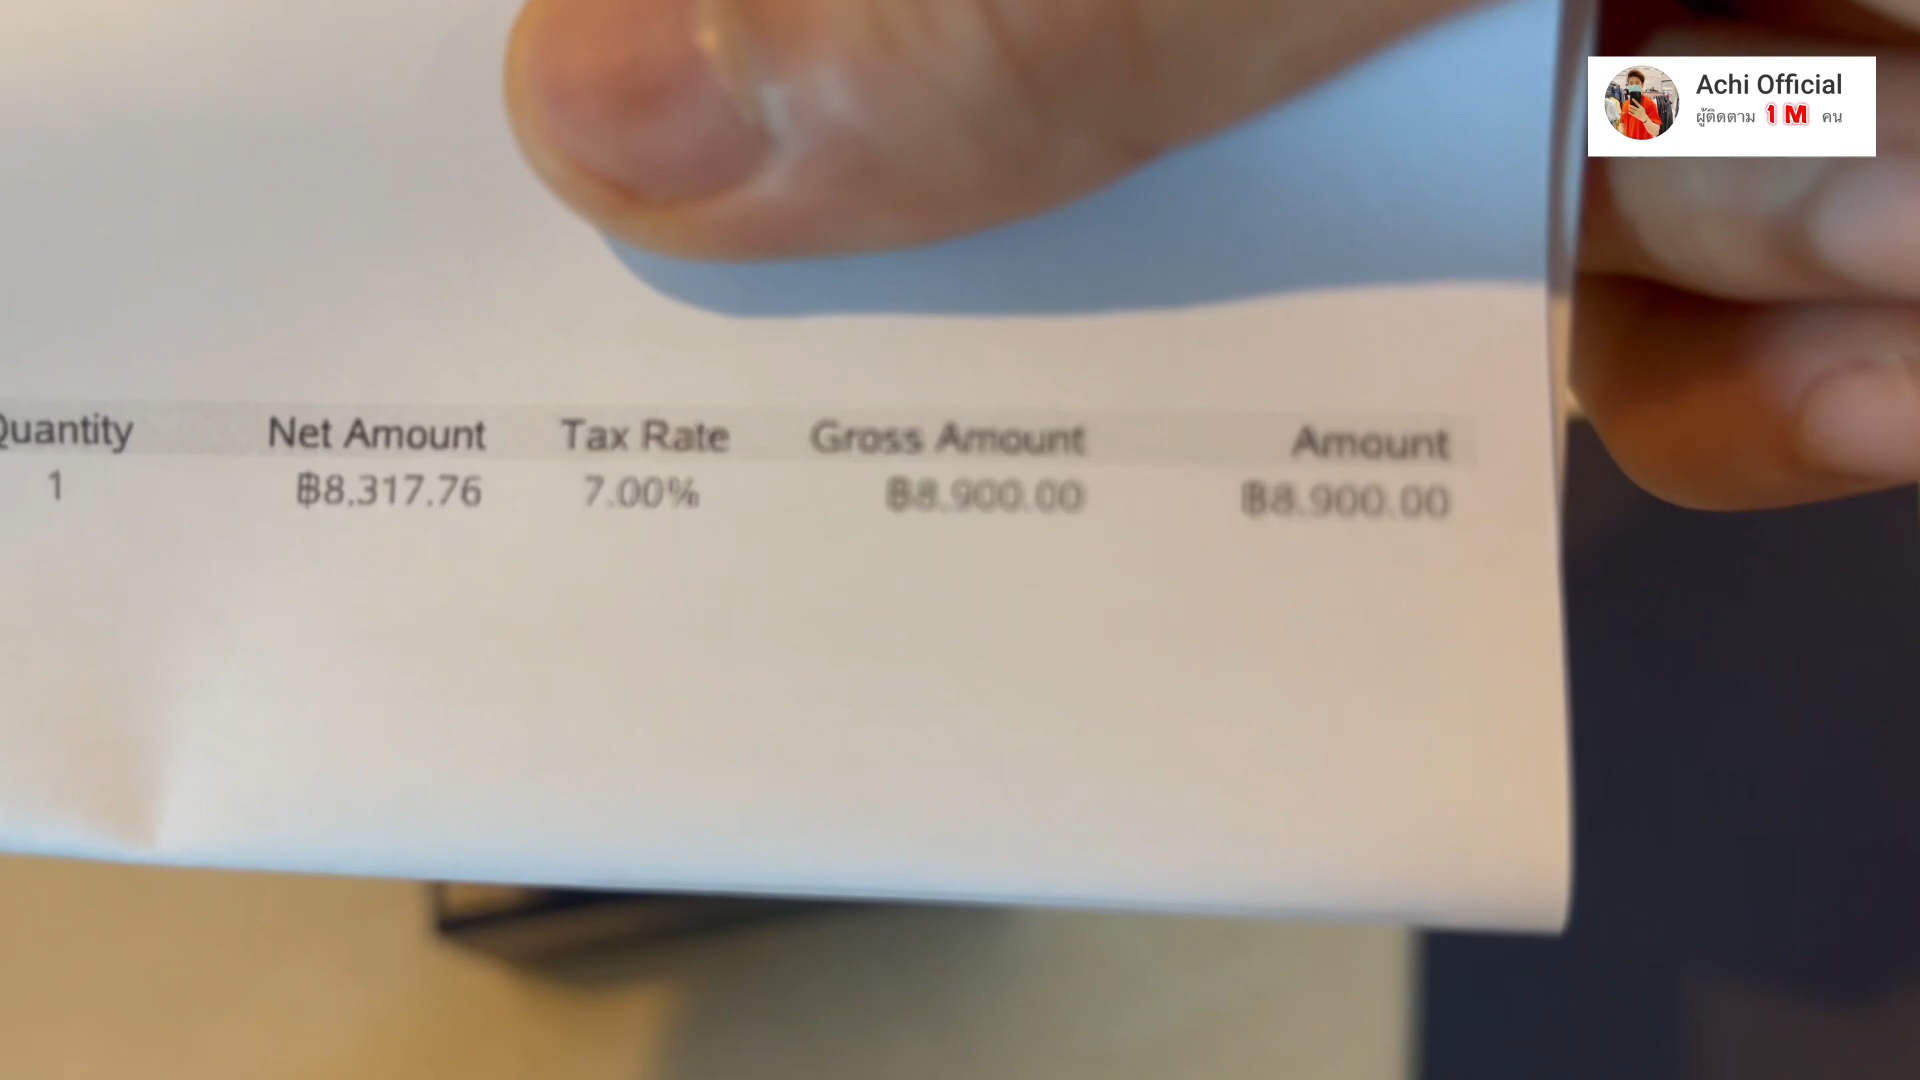 Achi Official
ผู้ติดตาม 1 M คน
Quantity Net Amount Tax Rate Gross Amount Amount
1 ฿8,317.76 7.00% ฿8,900.00 ฿8,900.00